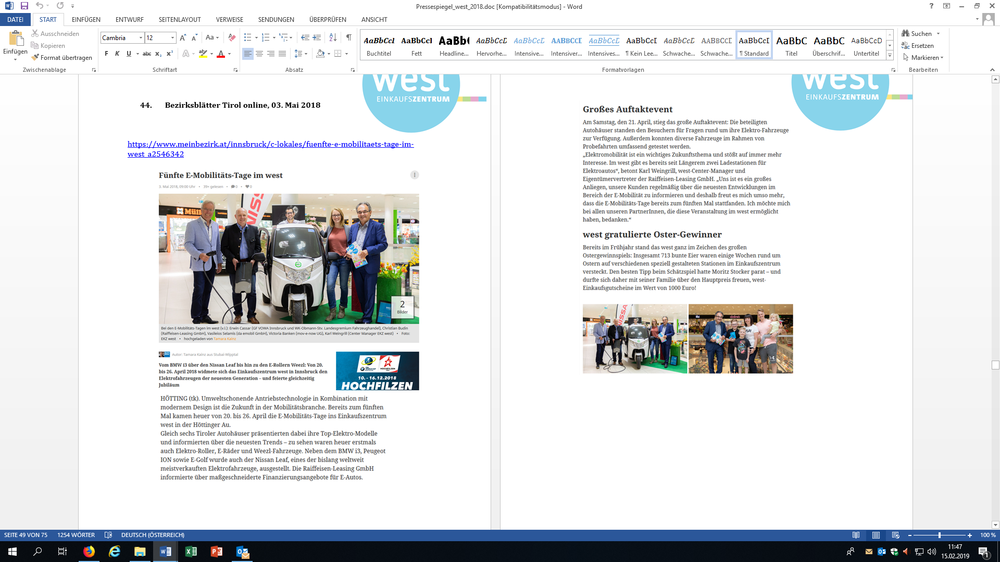 Pressespiegel_west_2018.doc [Kompatibilitätsmodus] - Word
DATEI START EINFÜGEN ENTWURF SEITENLAYOUT VERWEISE SENDUNGEN ÜBERPRÜFEN ANSICHT
Einfügen
Ausschneiden
Kopieren
Format übertragen
Zwischenablage
Cambria 12
F K U abc x₂ x²
Schriftart
Absatz
AaBbCcI AaBbCcI AaBb( AaBbCcD AaBbCcD AABBCCI AaBbCcD AaBbCcI AaBbCcD AABBCCD AaBbCcI AaBbC AaBbC AaBbCcD
Buchtitel Fett Headline... Hervorhe... Intensive... Intensiver... Intensives... ¶ Kein Lee... Schwache... Schwache... ¶ Standard Titel Überschrif... Untertitel
Formatvorlagen
Suchen
Ersetzen
Markieren
Bearbeiten
west
EINKAUFSZENTRUM
44. Bezirksblätter Tirol online, 03. Mai 2018
https://www.meinbezirk.at/innsbruck/c-lokales/fuenfte-e-mobilitaets-tage-im-
west_a2546342
Fünfte E-Mobilitäts-Tage im west
3. Mai 2018, 09:00 Uhr • 39× gelesen • 0 • 0
Müll
NISS
2
Bilder
Bei den E-Mobilitäts-Tagen im west (v.l.): Erwin Cassar (GF VOWA Innsbruck und WK-Obmann-Stv. Landesgremium Fahrzeughandel), Christian Budin
(Raiffeisen-Leasing GmbH), Vasileios Selamis (da emobil GmbH), Victoria Banken (mov-e-now UG), Karl Weingrill (Center Manager EKZ west) • Foto:
EKZ west • hochgeladen von Tamara Kainz
Autor: Tamara Kainz aus Stubai-Wipptal
Vom BMW i3 über den Nissan Leaf bis hin zu den E-Rollern Weezl: Von 20.
bis 26. April 2018 widmete sich das Einkaufszentrum west in Innsbruck den
Elektrofahrzeugen der neuesten Generation – und feierte gleichzeitig
Jubiläum
HOCHFILZEN
10. - 16.12.2018
HOCHFILZEN
HÖTTING (tk). Umweltschonende Antriebstechnologie in Kombination mit
modernem Design ist die Zukunft in der Mobilitätsbranche. Bereits zum fünften
Mal kamen heuer von 20. bis 26. April die E-Mobilitäts-Tage ins Einkaufszentrum
west in der Höttinger Au.
Gleich sechs Tiroler Autohäuser präsentierten dabei ihre Top-Elektro-Modelle
und informierten über die neuesten Trends – zu sehen waren heuer erstmals
auch Elektro-Roller, E-Räder und Weezl-Fahrzeuge. Neben dem BMW i3, Peugeot
ION sowie E-Golf wurde auch der Nissan Leaf, eines der bislang weltweit
meistverkauften Elektrofahrzeuge, ausgestellt. Die Raiffeisen-Leasing GmbH
informierte über maßgeschneiderte Finanzierungsangebote für E-Autos.
west
EINKAUFSZENTRUM
Großes Auftaktevent
Am Samstag, den 21. April, stieg das große Auftaktevent: Die beteiligten
Autohäuser standen den Besuchern für Fragen rund um ihre Elektro-Fahrzeuge
zur Verfügung. Außerdem konnten diverse Fahrzeuge im Rahmen von
Probefahrten umfassend getestet werden.
„Elektromobilität ist ein wichtiges Zukunftsthema und stößt auf immer mehr
Interesse. Im west gibt es bereits seit Längerem zwei Ladestationen für
Elektroautos“, betont Karl Weingrill, west-Center-Manager und
Eigentümervertreter der Raiffeisen-Leasing GmbH. „Uns ist es ein großes
Anliegen, unsere Kunden regelmäßig über die neuesten Entwicklungen im
Bereich der E-Mobilität zu informieren und deshalb freut es mich umso mehr,
dass die E-Mobilitäts-Tage bereits zum fünften Mal stattfanden. Ich möchte mich
bei allen unseren PartnerInnen, die diese Veranstaltung im west ermöglicht
haben, bedanken.“
west gratulierte Oster-Gewinner
Bereits im Frühjahr stand das west ganz im Zeichen des großen
Ostergewinnspiels: Insgesamt 713 bunte Eier waren einige Wochen rund um
Ostern auf verschiedenen speziell gestalteten Stationen im Einkaufszentrum
versteckt. Den besten Tipp beim Schätzspiel hatte Moritz Stocker parat – und
durfte sich daher mit seiner Familie über den Hauptpreis freuen, west-
Einkaufsgutscheine im Wert von 1000 Euro!
SEITE 49 VON 75 1254 WÖRTER DEUTSCH (ÖSTERREICH) 100 %
11:47
15.02.2019